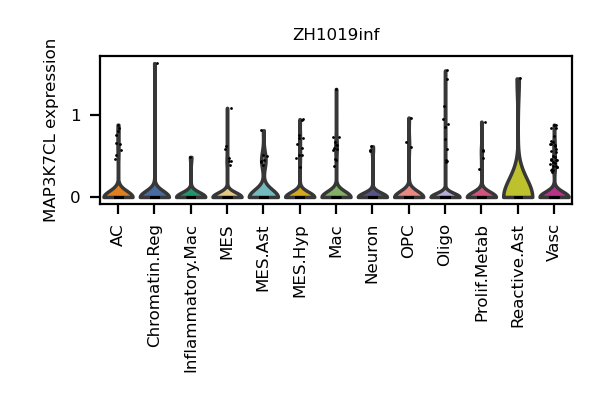 ZH1019inf
MAP3K7CL expression
1
0
AC
Chromatin.Reg
Inflammatory.Mac
MES
MES.Ast
MES.Hyp
Mac
Neuron
OPC
Oligo
Prolif.Metab
Reactive.Ast
Vasc